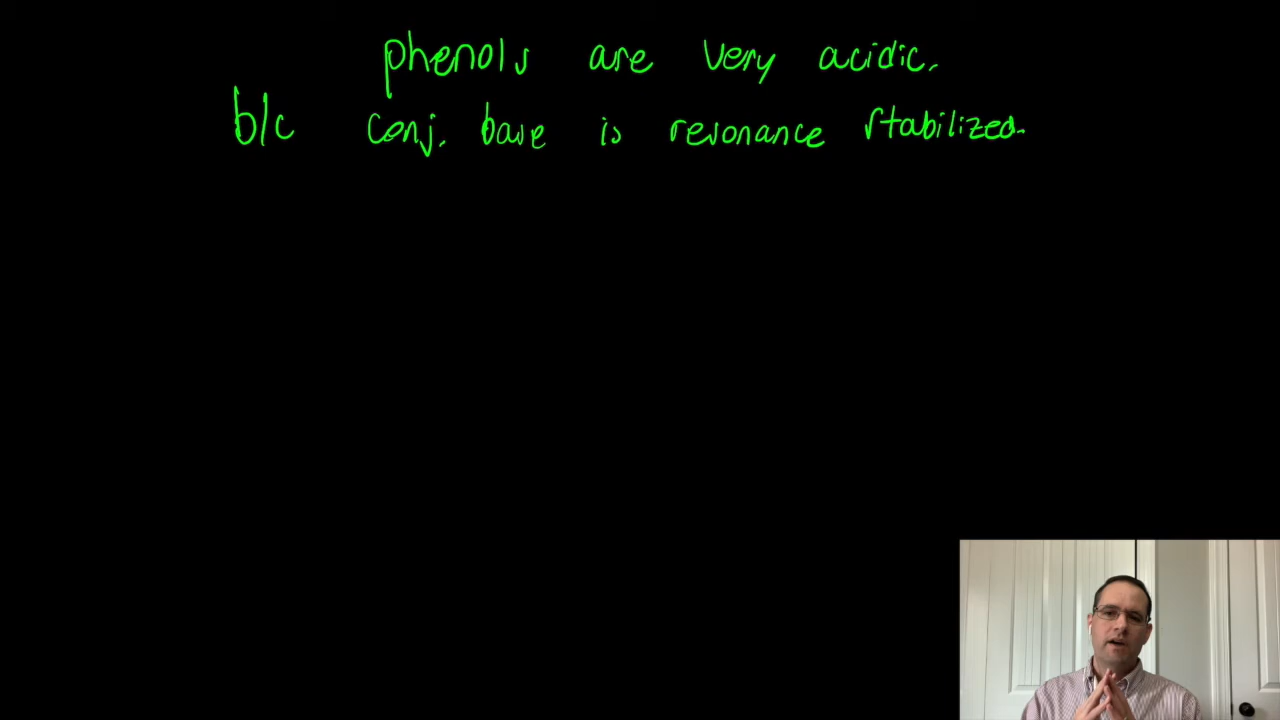 phenols are very acidic.
b/c conj. base is resonance stabilized.